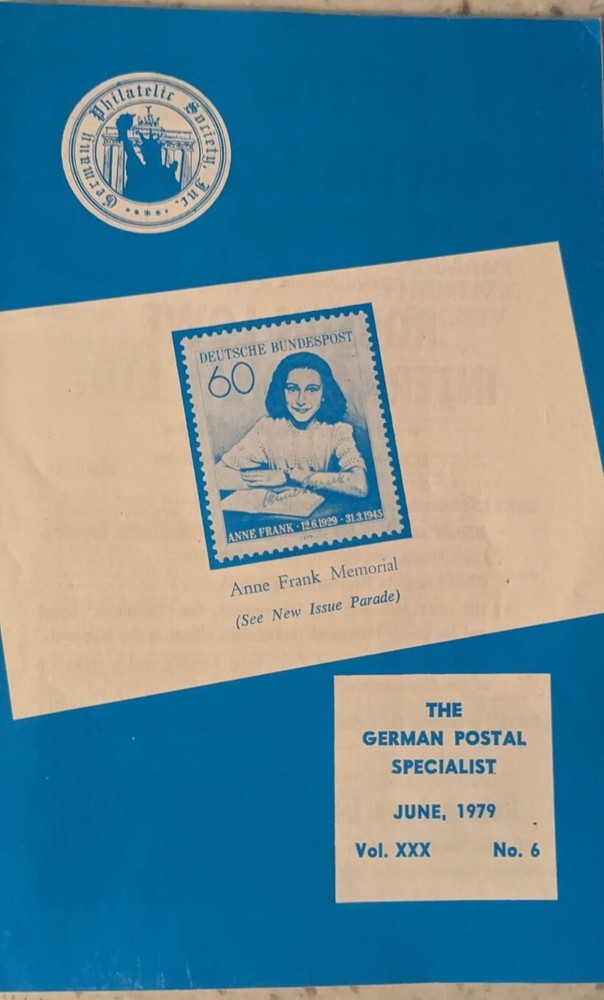 Germany Philatelic Society, Inc.
DEUTSCHE BUNDESPOST
60
ANNE FRANK · 12.6.1929 - 31.3.1945
1979
Anne Frank Memorial
(See New Issue Parade)
THE
GERMAN POSTAL
SPECIALIST
JUNE, 1979
Vol. XXX No. 6